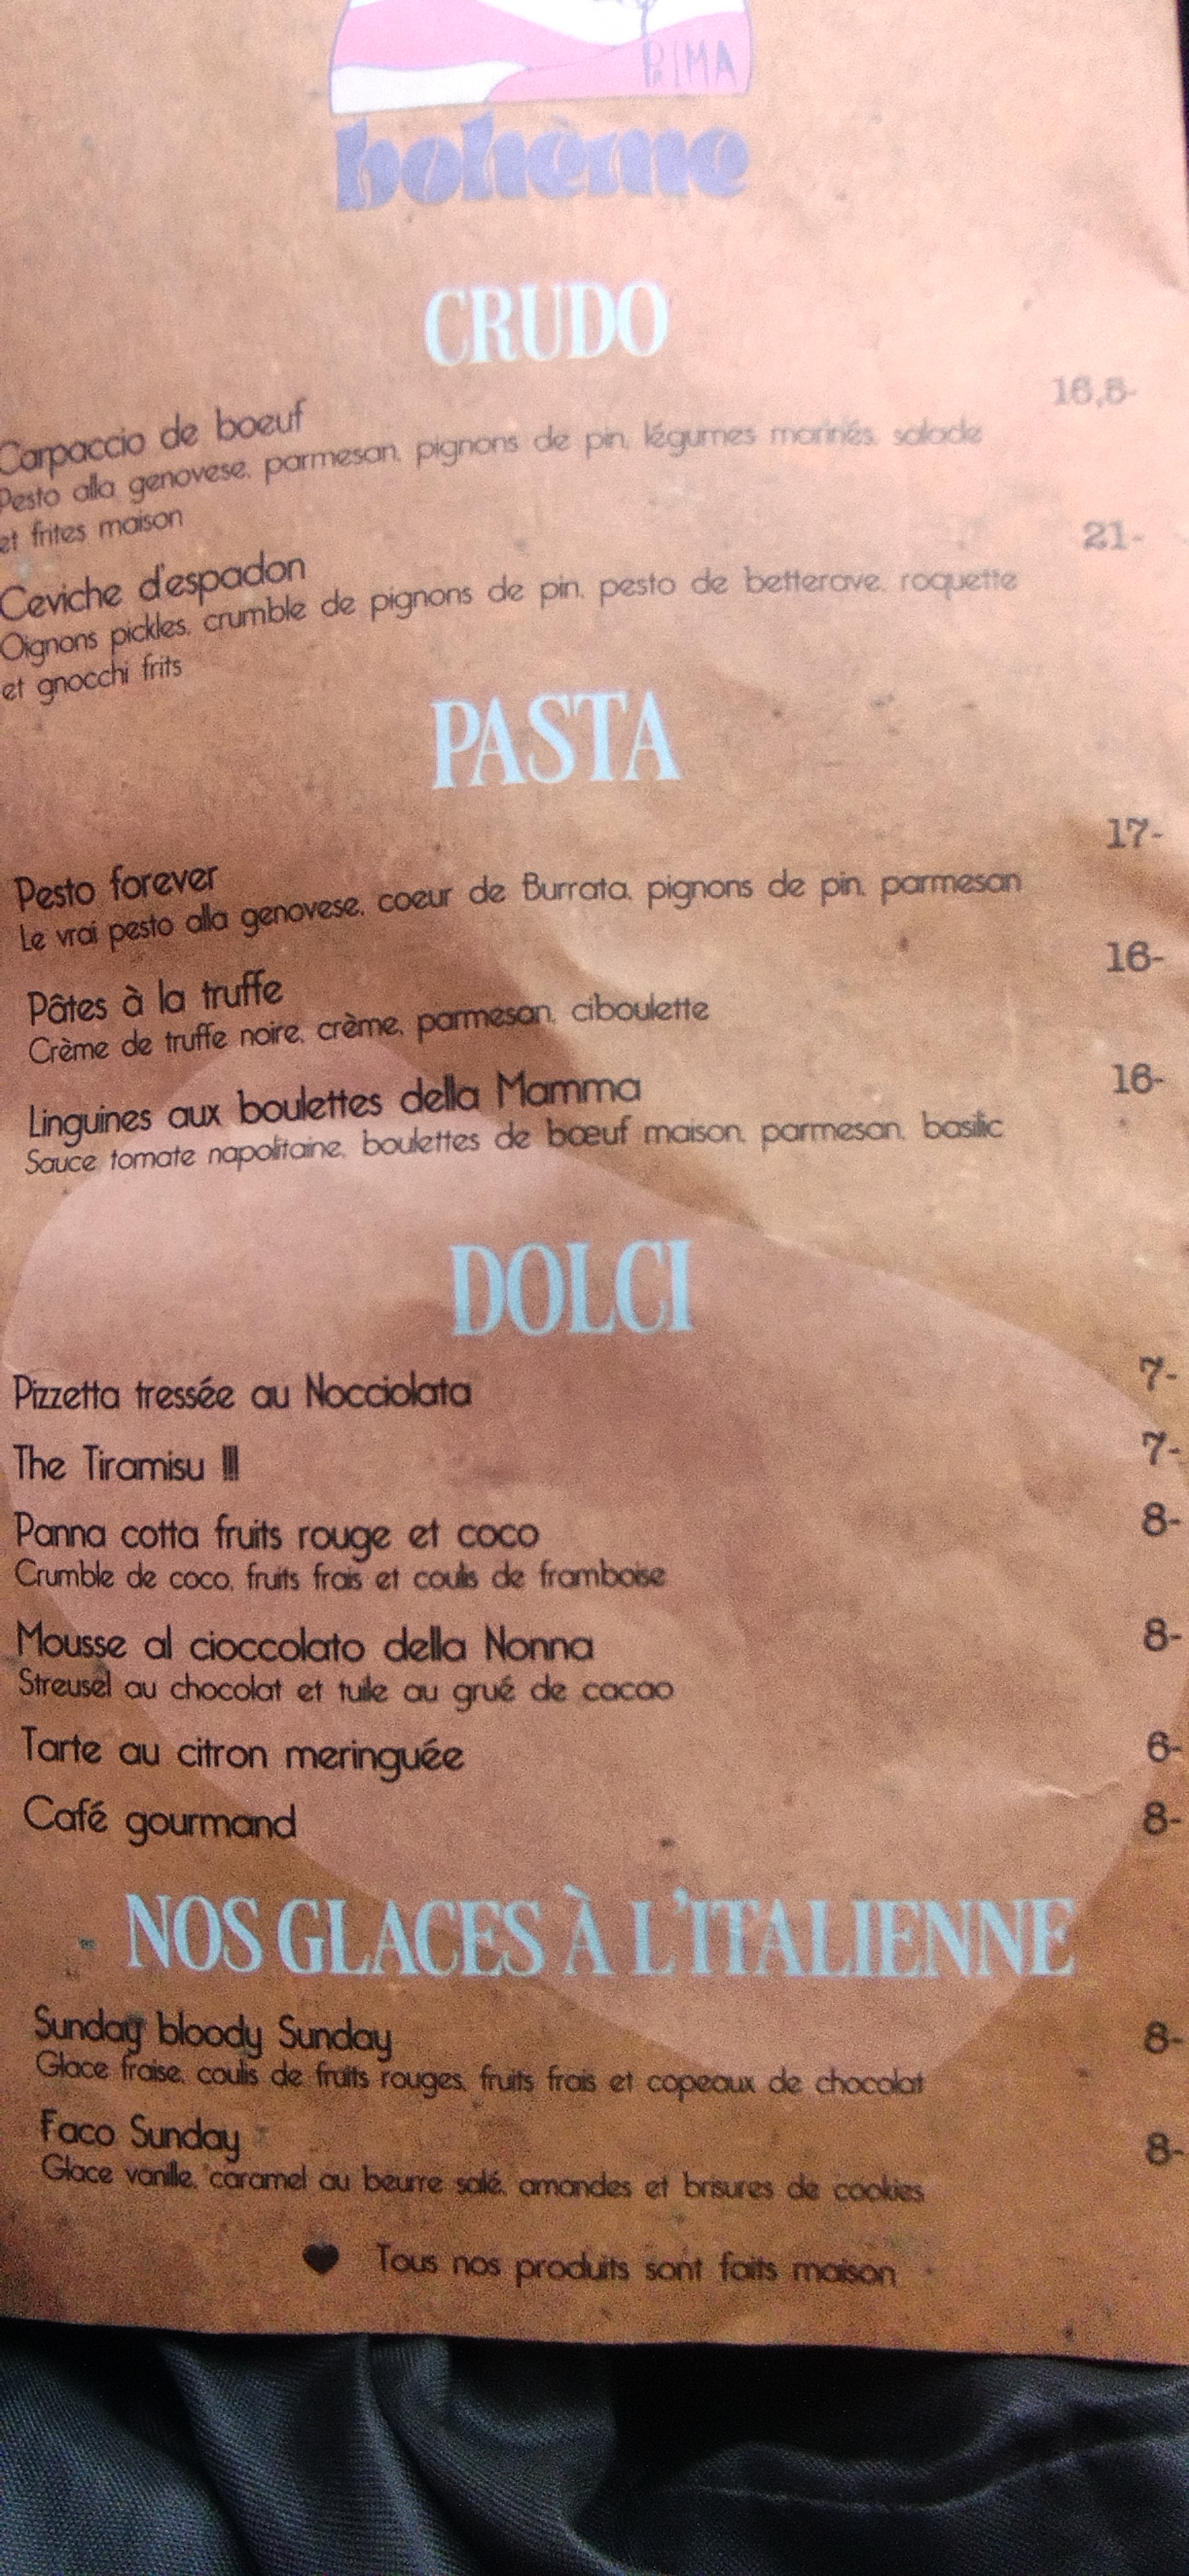 PRIMA
bohème
CRUDO
Carpaccio de boeuf 16,5-
Pesto alla genovese, parmesan, pignons de pin, légumes marinés, salade
et frites maison
Ceviche d'espadon 21-
Oignons pickles, crumble de pignons de pin, pesto de betterave, roquette
et gnocchi frits
PASTA
Pesto forever 17-
Le vrai pesto alla genovese, coeur de Burrata, pignons de pin, parmesan
Pâtes à la truffe 16-
Crème de truffe noire, crème, parmesan, ciboulette
Linguines aux boulettes della Mamma 16-
Sauce tomate napolitaine, boulettes de bœuf maison, parmesan, basilic
DOLCI
Pizzetta tressée au Nocciolata 7-
The Tiramisu !!! 7-
Panna cotta fruits rouge et coco 8-
Crumble de coco, fruits frais et coulis de framboise
Mousse al cioccolato della Nonna 8-
Streusel au chocolat et tuile au grué de cacao
Tarte au citron meringuée 6-
Café gourmand 8-
NOS GLACES À L'ITALIENNE
Sunday bloody Sunday 8-
Glace fraise, coulis de fruits rouges, fruits frais et copeaux de chocolat
Faco Sunday 8-
Glace vanille, caramel au beurre salé, amandes et brisures de cookies
Tous nos produits sont faits maison